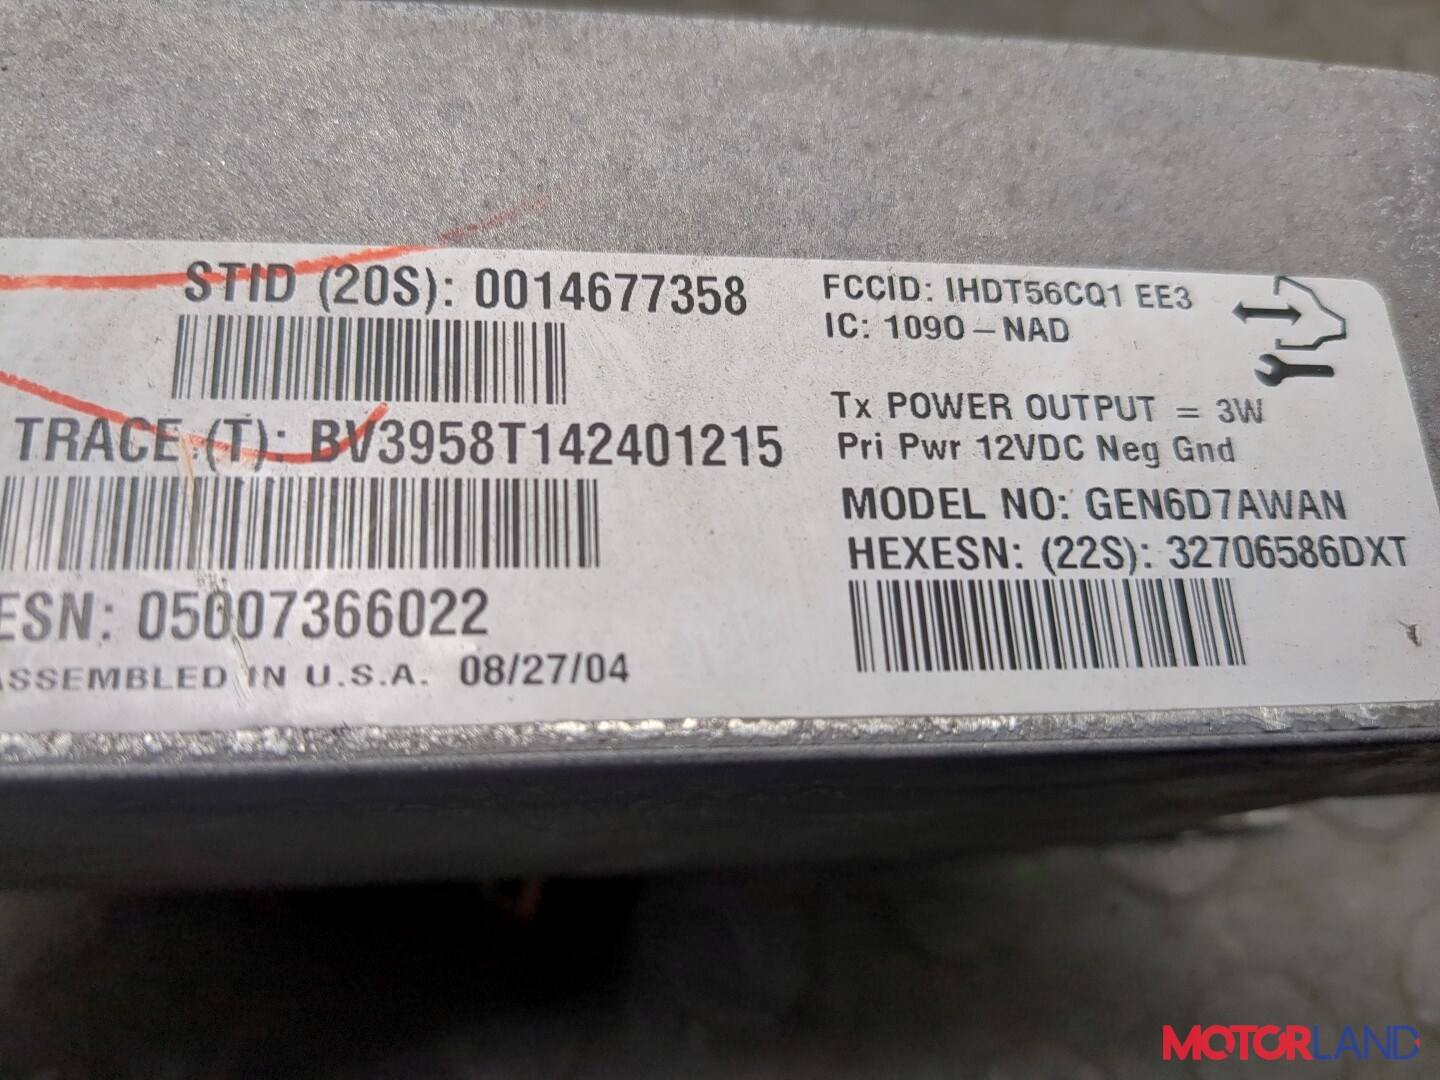 STID (20S): 0014677358
TRACE (T): BV3958T142401215
ESN: 05007366022
ASSEMBLED IN U.S.A. 08/27/04
FCCID: IHDT56CQ1 EE3
IC: 109O – NAD
Tx POWER OUTPUT = 3W
Pri Pwr 12VDC Neg Gnd
MODEL NO: GEN6D7AWAN
HEXESN: (22S): 32706586DXT
MOTORLAND